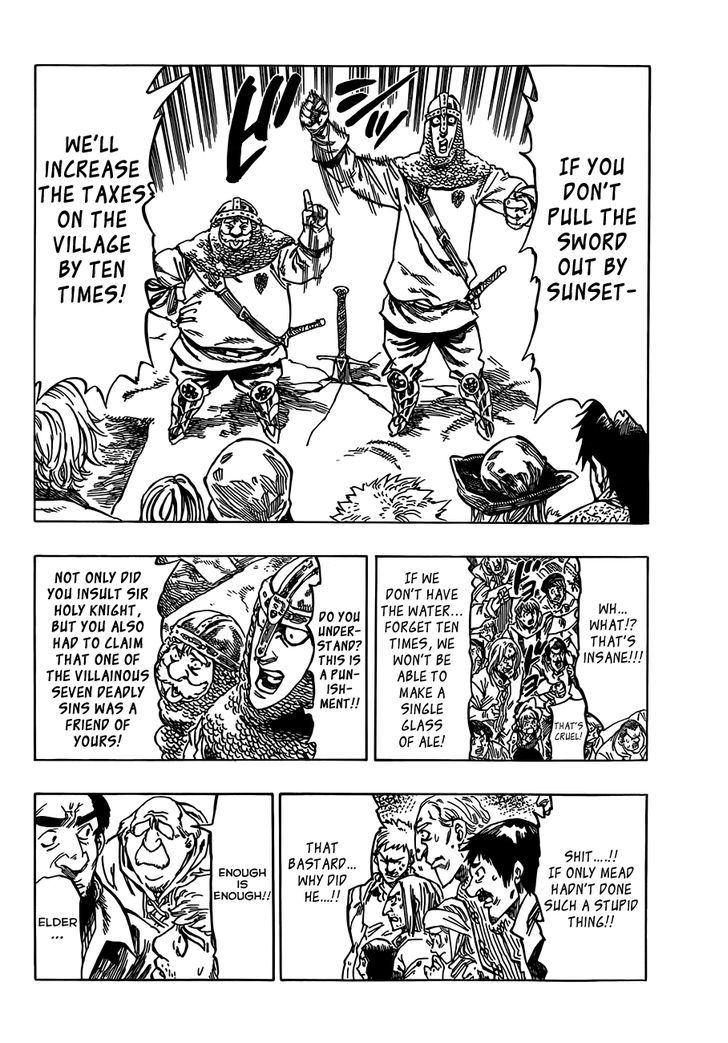 IF YOU
DON'T
PULL THE
SWORD
OUT BY
SUNSET-
WE'LL
INCREASE
THE TAXES
ON THE
VILLAGE
BY TEN
TIMES!
ビシッ
WH...
WHAT!?
THAT'S
INSANE!!!
THAT'S
CRUEL!
IF WE
DON'T HAVE
THE WATER...
FORGET TEN
TIMES, WE
WON'T BE
ABLE TO
MAKE A
SINGLE
GLASS
OF ALE!
DO YOU
UNDER-
STAND?
THIS IS
A PUN-
ISH-
MENT!!
NOT ONLY DID
YOU INSULT SIR
HOLY KNIGHT,
BUT YOU ALSO
HAD TO CLAIM
THAT ONE OF
THE VILLAINOUS
SEVEN DEADLY
SINS WAS A
FRIEND OF
YOURS!
SHIT....!!
IF ONLY MEAD
HADN'T DONE
SUCH A STUPID
THING!!
THAT
BASTARD...
WHY DID
HE...!!
ENOUGH
IS
ENOUGH!!
ELDER
...